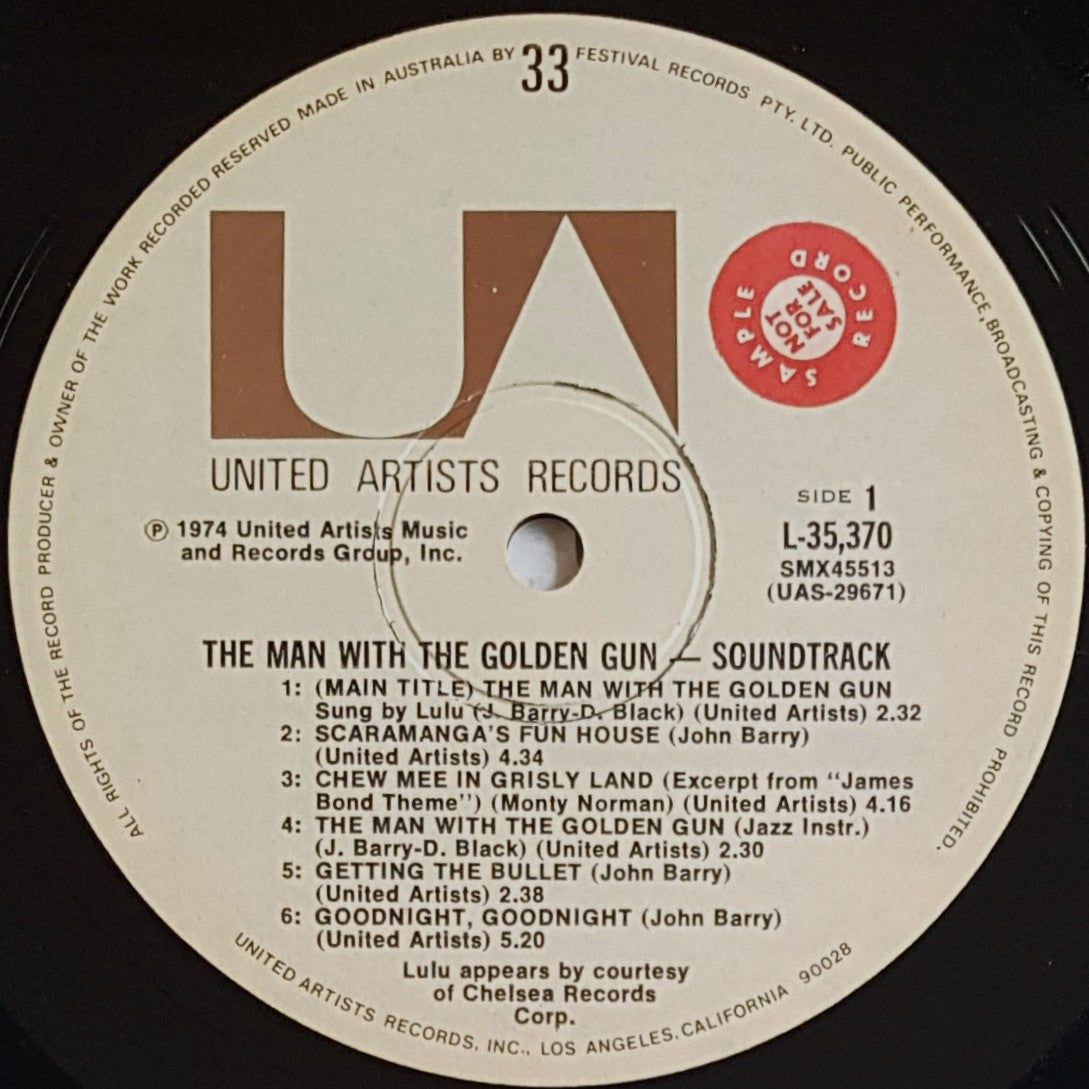 ALL RIGHTS OF THE RECORD PRODUCER & OWNER OF THE WORK RECORDED RESERVED MADE IN AUSTRALIA BY 33 FESTIVAL RECORDS PTY. LTD. PUBLIC PERFORMANCE, BROADCASTING & COPYING OF THIS RECORD PROHIBITED.
UA
SAMPLE RECORD
NOT
FOR
SALE
UNITED ARTISTS RECORDS
℗ 1974 United Artists Music
and Records Group, Inc.
SIDE 1
L-35,370
SMX45513
(UAS-29671)
THE MAN WITH THE GOLDEN GUN — SOUNDTRACK
1: (MAIN TITLE) THE MAN WITH THE GOLDEN GUN
Sung by Lulu (J. Barry-D. Black) (United Artists) 2.32
2: SCARAMANGA'S FUN HOUSE (John Barry)
(United Artists) 4.34
3: CHEW MEE IN GRISLY LAND (Excerpt from "James
Bond Theme") (Monty Norman) (United Artists) 4.16
4: THE MAN WITH THE GOLDEN GUN (Jazz Instr.)
(J. Barry-D. Black) (United Artists) 2.30
5: GETTING THE BULLET (John Barry)
(United Artists) 2.38
6: GOODNIGHT, GOODNIGHT (John Barry)
(United Artists) 5.20
Lulu appears by courtesy
of Chelsea Records
Corp.
UNITED ARTISTS RECORDS, INC., LOS ANGELES, CALIFORNIA 90028